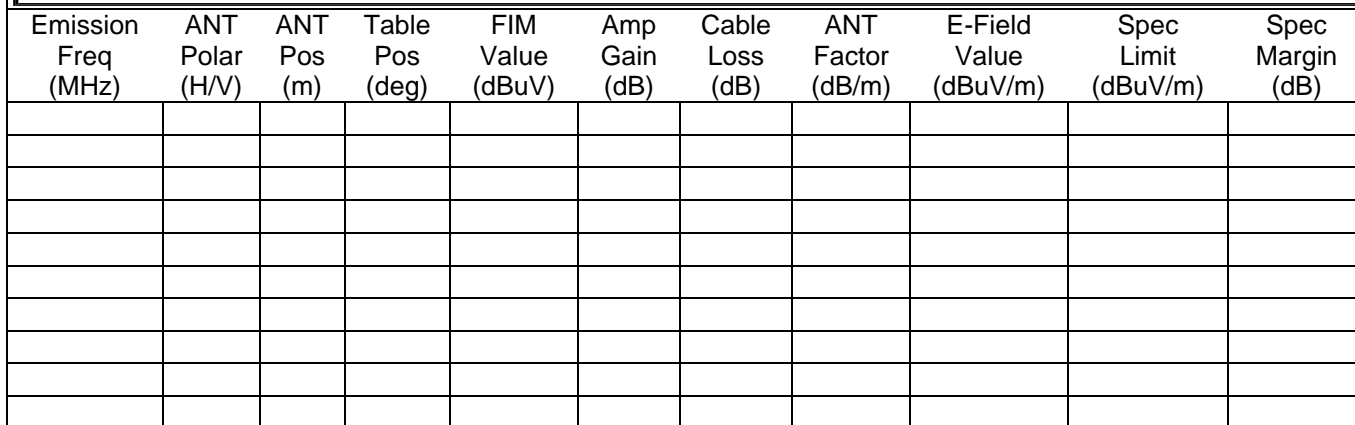 Emission ANT ANT Table FIM Amp Cable ANT E-Field Spec Spec
Freq Polar Pos Pos Value Gain Loss Factor Value Limit Margin
(MHz) (H/V) (m) (deg) (dBuV) (dB) (dB) (dB/m) (dBuV/m) (dBuV/m) (dB)